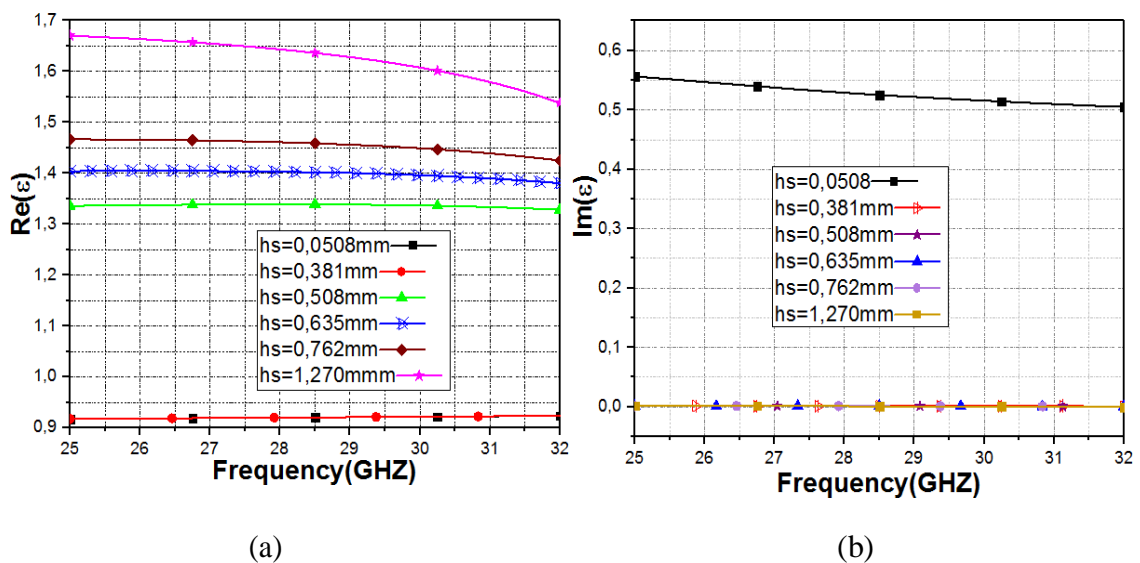 1,7
1,6
1,5
1,4
1,3
1,2
1,1
1,0
0,9
Re(ε)
hs=0,0508mm
hs=0,381mm
hs=0,508mm
hs=0,635mm
hs=0,762mm
hs=1,270mmm
25 26 27 28 29 30 31 32
Frequency(GHZ)
(a)
0,6
0,5
0,4
0,3
0,2
0,1
0,0
Im(ε)
hs=0,0508
hs=0,381mm
hs=0,508mm
hs=0,635mm
hs=0,762mm
hs=1,270mm
25 26 27 28 29 30 31 32
Frequency(GHZ)
(b)